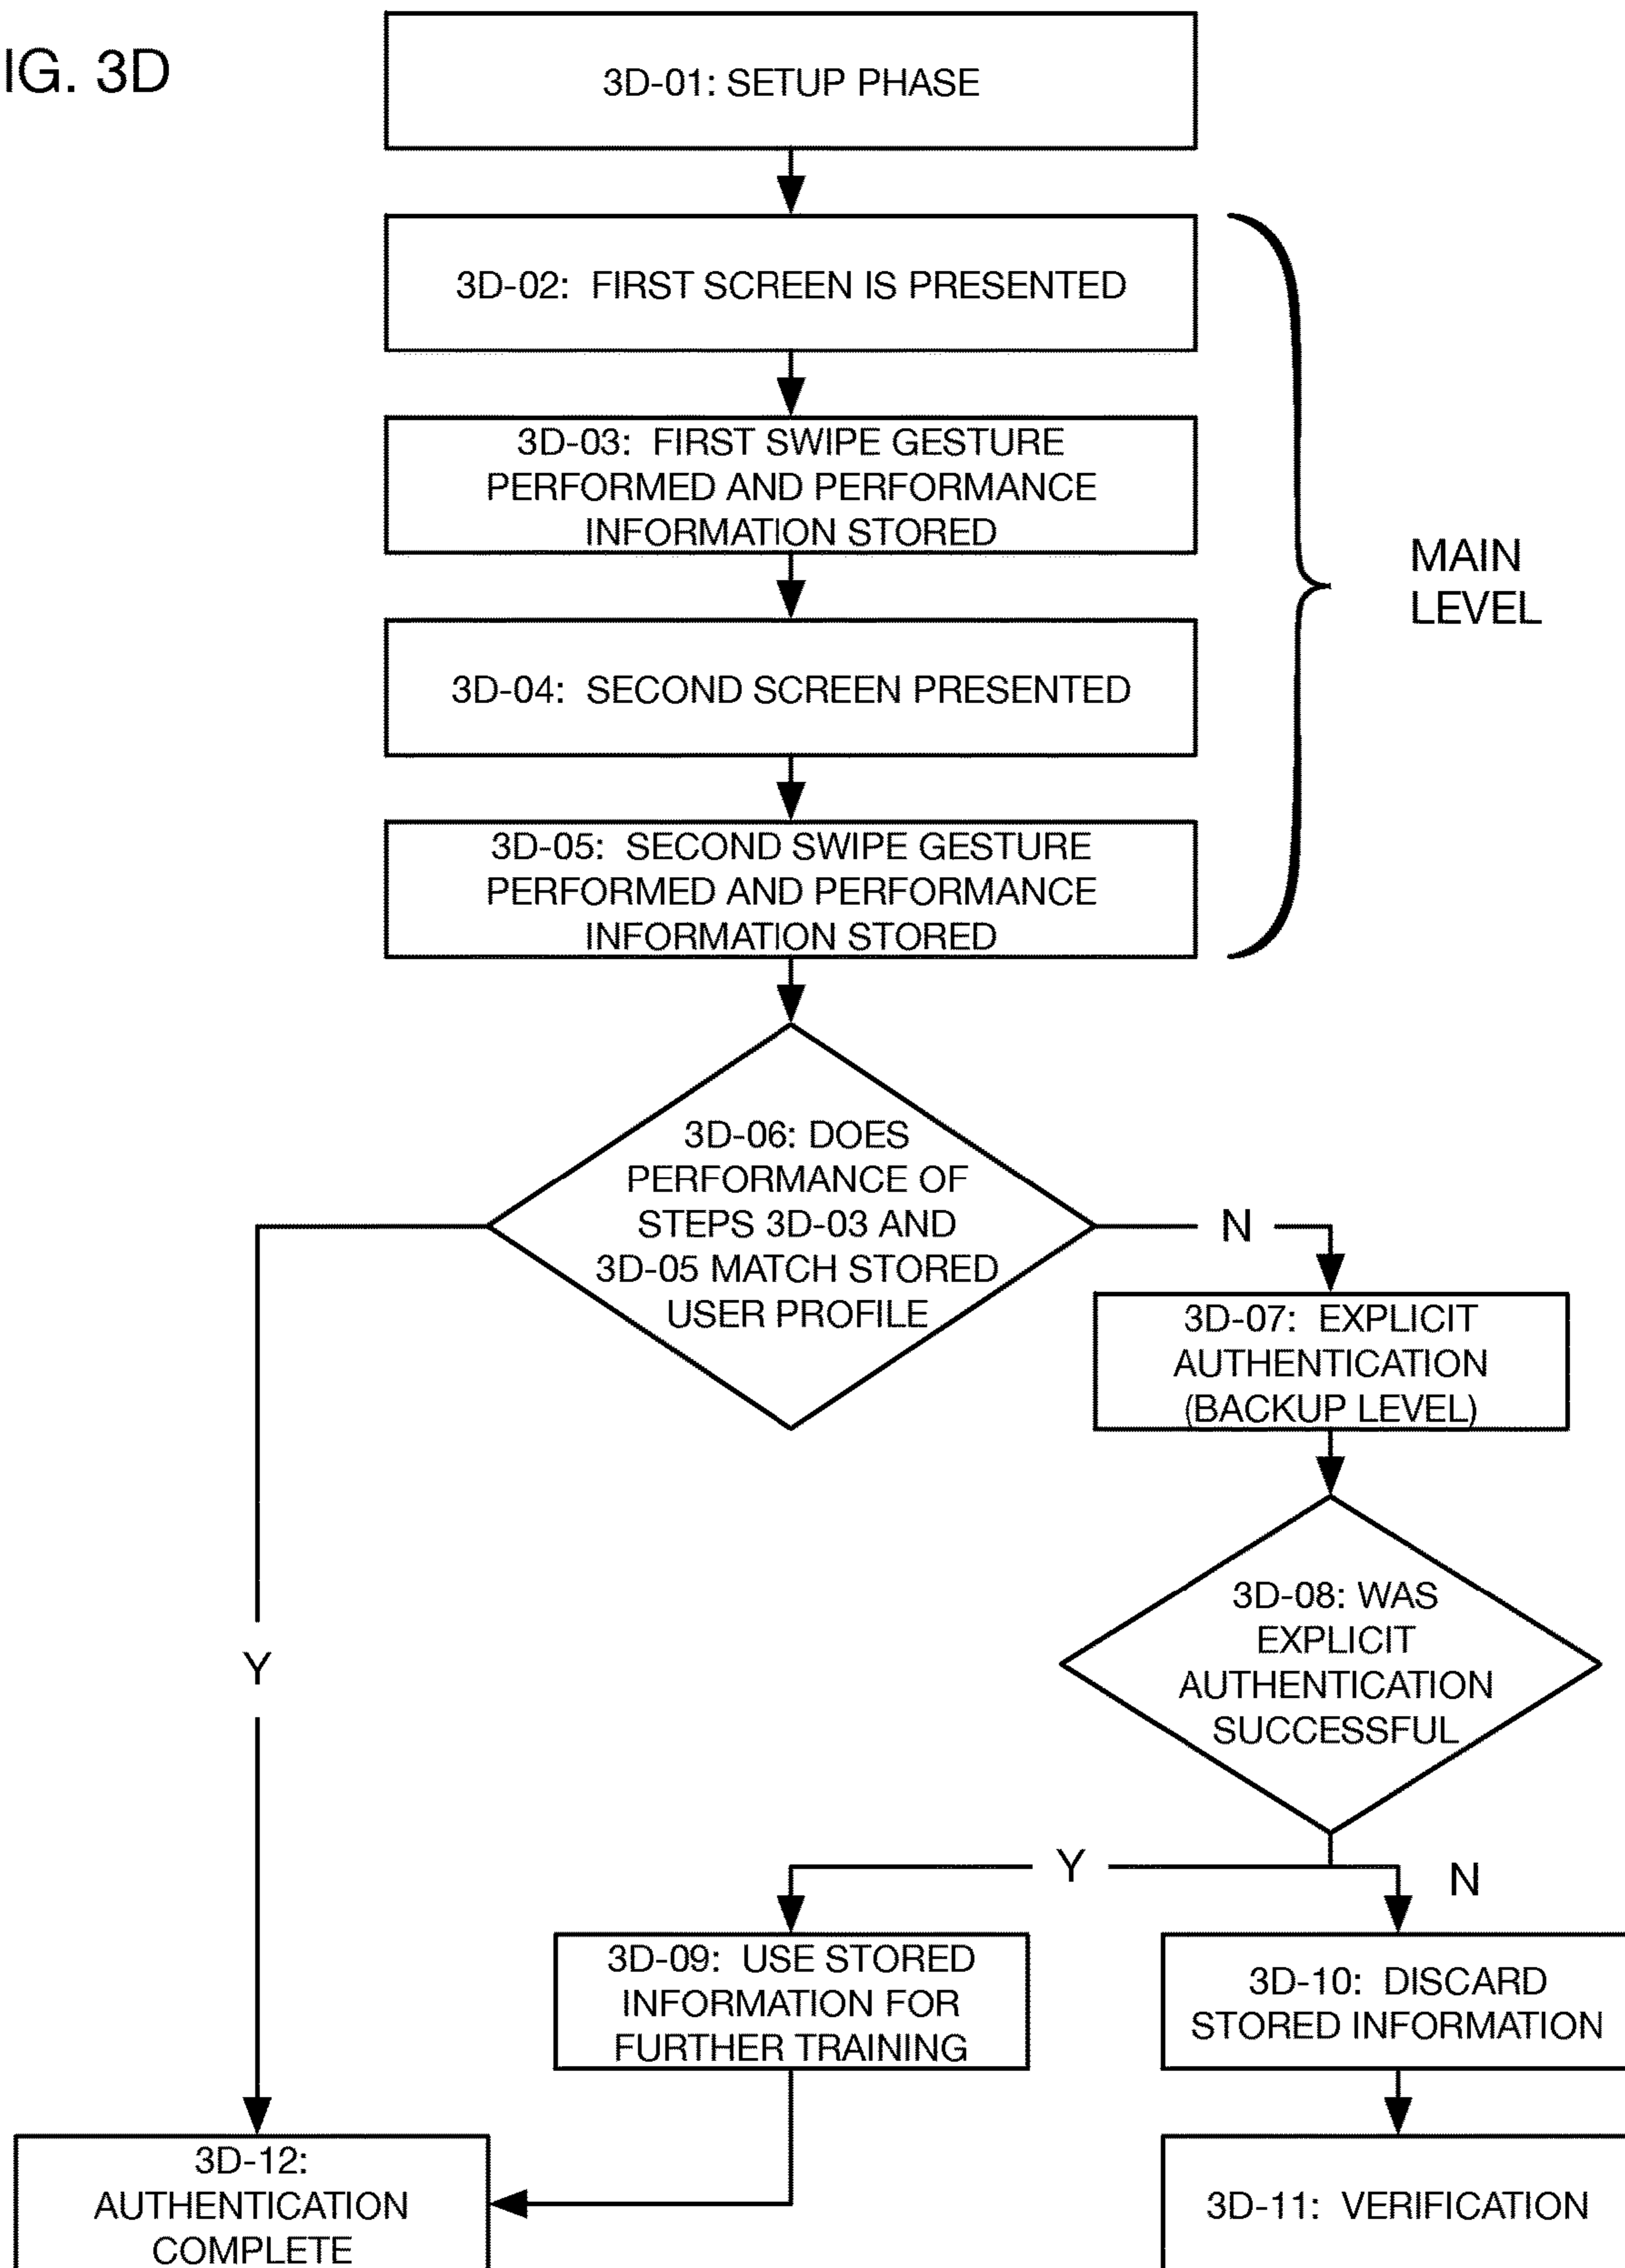 IG. 3D
3D-01: SETUP PHASE
3D-02: FIRST SCREEN IS PRESENTED
3D-03: FIRST SWIPE GESTURE
PERFORMED AND PERFORMANCE
INFORMATION STORED
MAIN
LEVEL
3D-04: SECOND SCREEN PRESENTED
3D-05: SECOND SWIPE GESTURE
PERFORMED AND PERFORMANCE
INFORMATION STORED
3D-06: DOES
PERFORMANCE OF
STEPS 3D-03 AND
3D-05 MATCH STORED
USER PROFILE
N
3D-07: EXPLICIT
AUTHENTICATION
(BACKUP LEVEL)
3D-08: WAS
EXPLICIT
AUTHENTICATION
SUCCESSFUL
Y
Y
N
3D-09: USE STORED
INFORMATION FOR
FURTHER TRAINING
3D-10: DISCARD
STORED INFORMATION
3D-12:
AUTHENTICATION
COMPLETE
3D-11: VERIFICATION